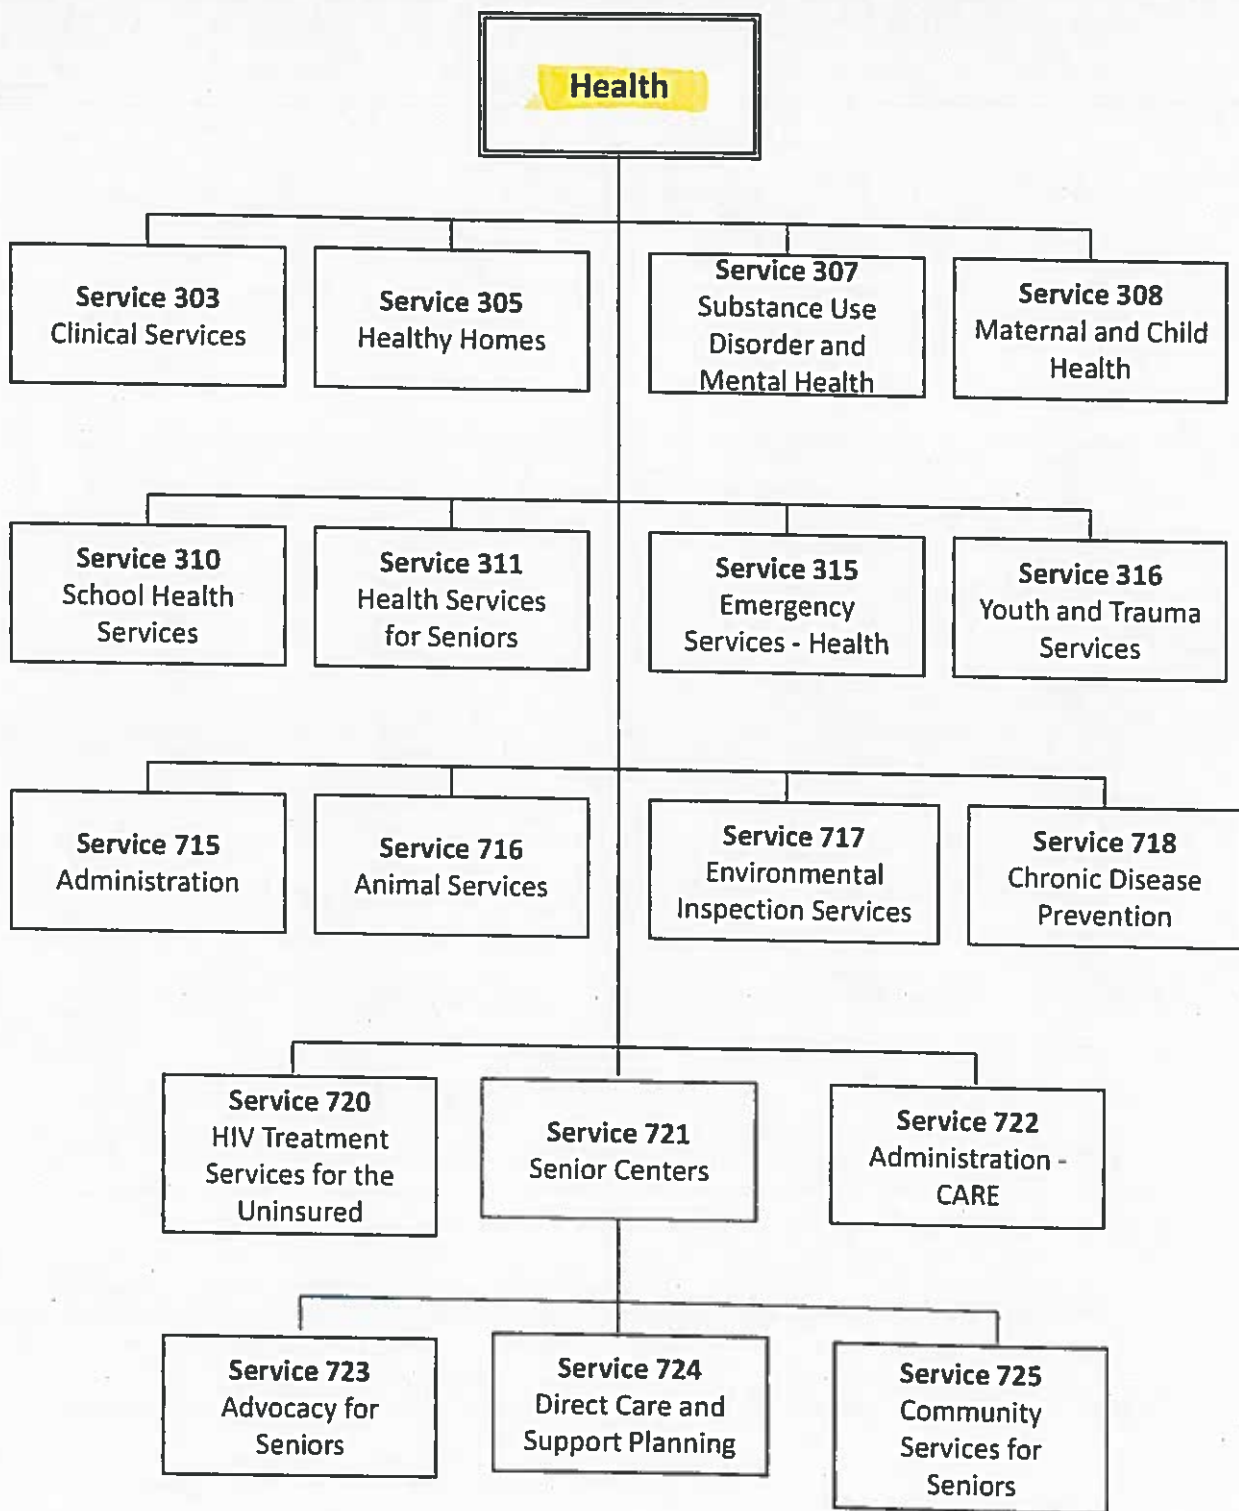 Health
Service 303
Clinical Services
Service 305
Healthy Homes
Service 307
Substance Use
Disorder and
Mental Health
Service 308
Maternal and Child
Health
Service 310
School Health
Services
Service 311
Health Services
for Seniors
Service 315
Emergency
Services - Health
Service 316
Youth and Trauma
Services
Service 715
Administration
Service 716
Animal Services
Service 717
Environmental
Inspection Services
Service 718
Chronic Disease
Prevention
Service 720
HIV Treatment
Services for the
Uninsured
Service 721
Senior Centers
Service 722
Administration -
CARE
Service 723
Advocacy for
Seniors
Service 724
Direct Care and
Support Planning
Service 725
Community
Services for
Seniors